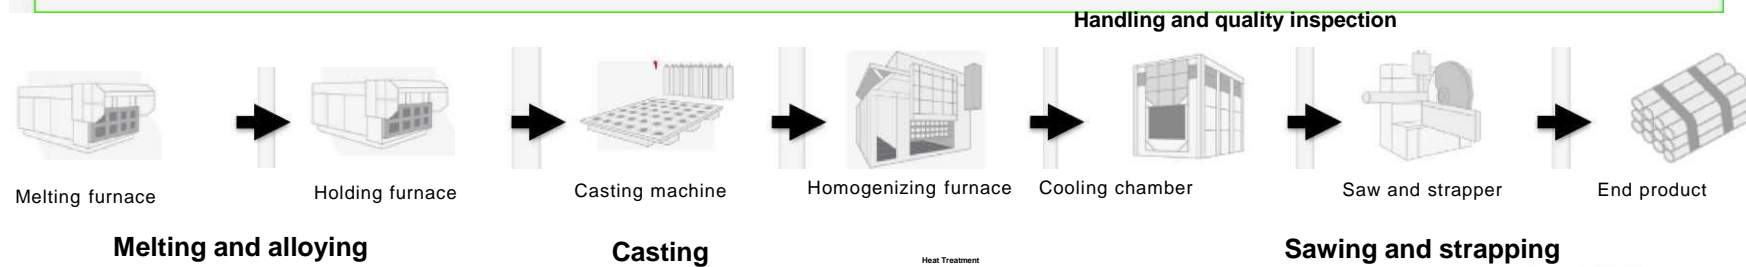 Handling and quality inspection
Melting furnace
Holding furnace
Casting machine
Homogenizing furnace
Cooling chamber
Saw and strapper
End product
Melting and alloying
Casting
Heat Treatment
Sawing and strapping